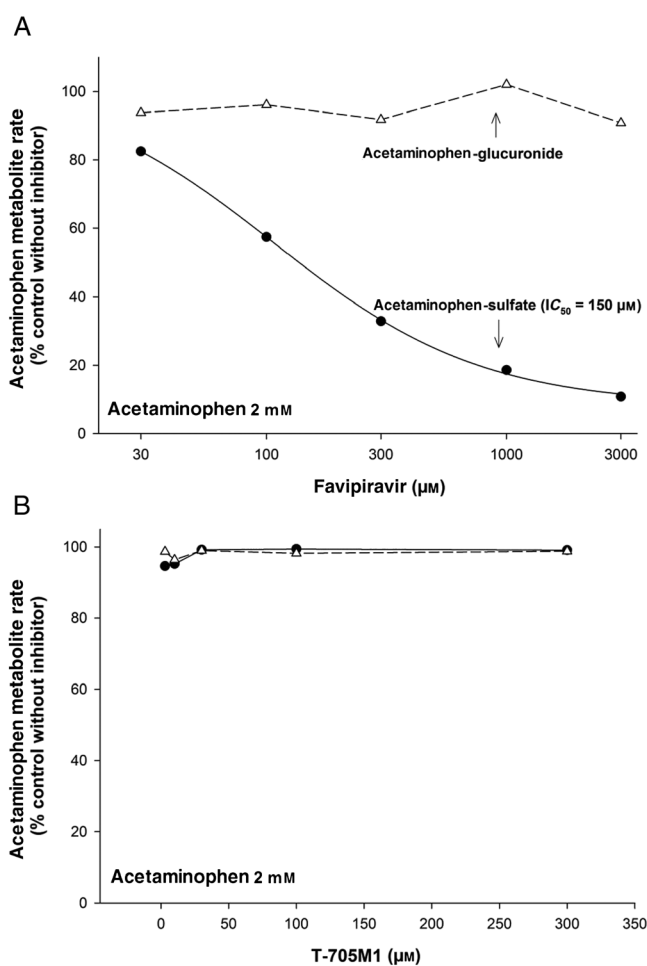 A
Acetaminophen metabolite rate
(% control without inhibitor)
100
80
60
40
20
0
Acetaminophen-glucuronide
Acetaminophen-sulfate (IC50 = 150 μM)
Acetaminophen 2 mM
30 100 300 1000 3000
Favipiravir (μM)
B
Acetaminophen metabolite rate
(% control without inhibitor)
100
80
60
40
20
0
Acetaminophen 2 mM
0 50 100 150 200 250 300 350
T-705M1 (μM)